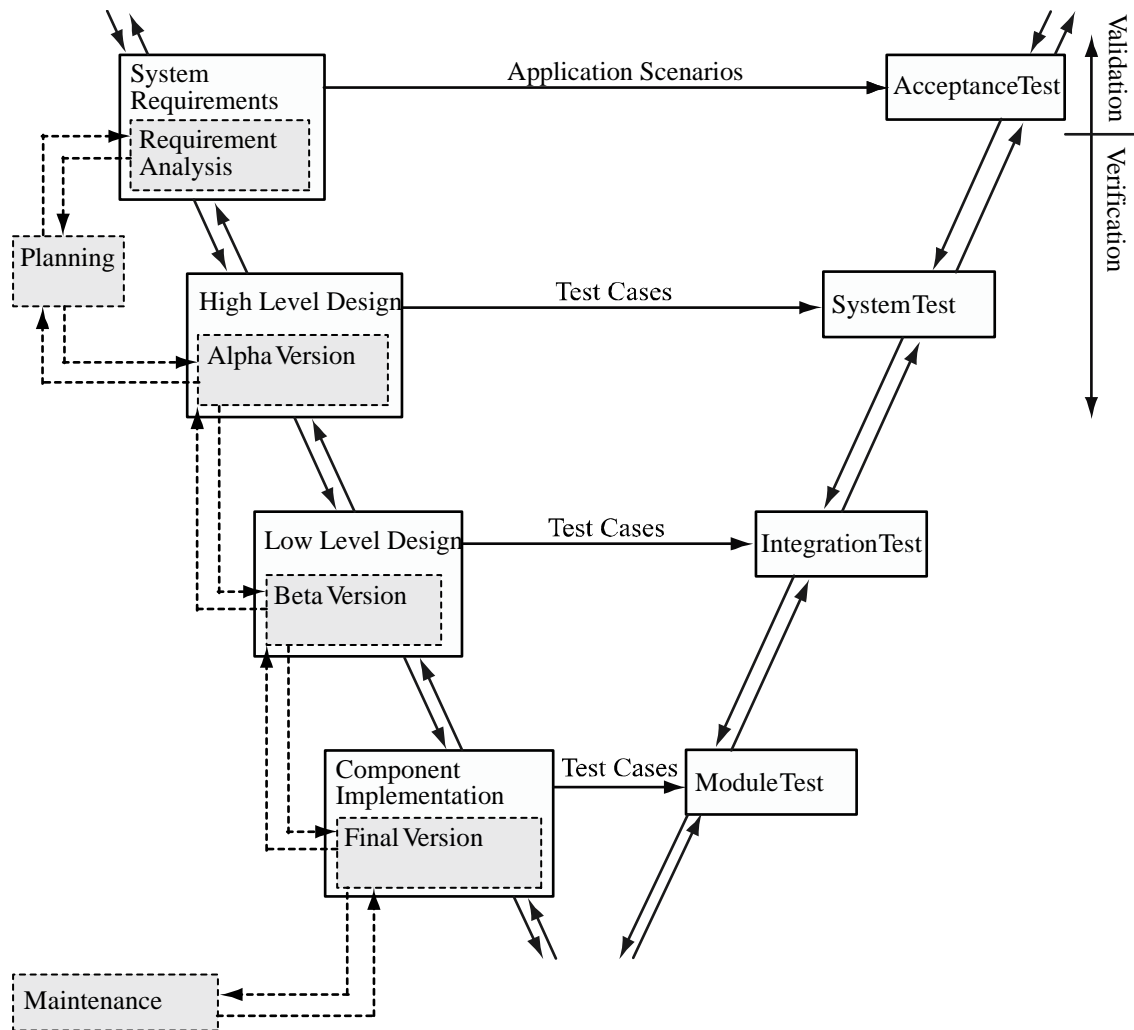 System
Requirements
Requirement
Analysis
Application Scenarios
AcceptanceTest
Validation
Verification
Planning
High Level Design
Alpha Version
Test Cases
SystemTest
Low Level Design
Beta Version
Test Cases
IntegrationTest
Component
Implementation
Final Version
Test Cases
ModuleTest
Maintenance